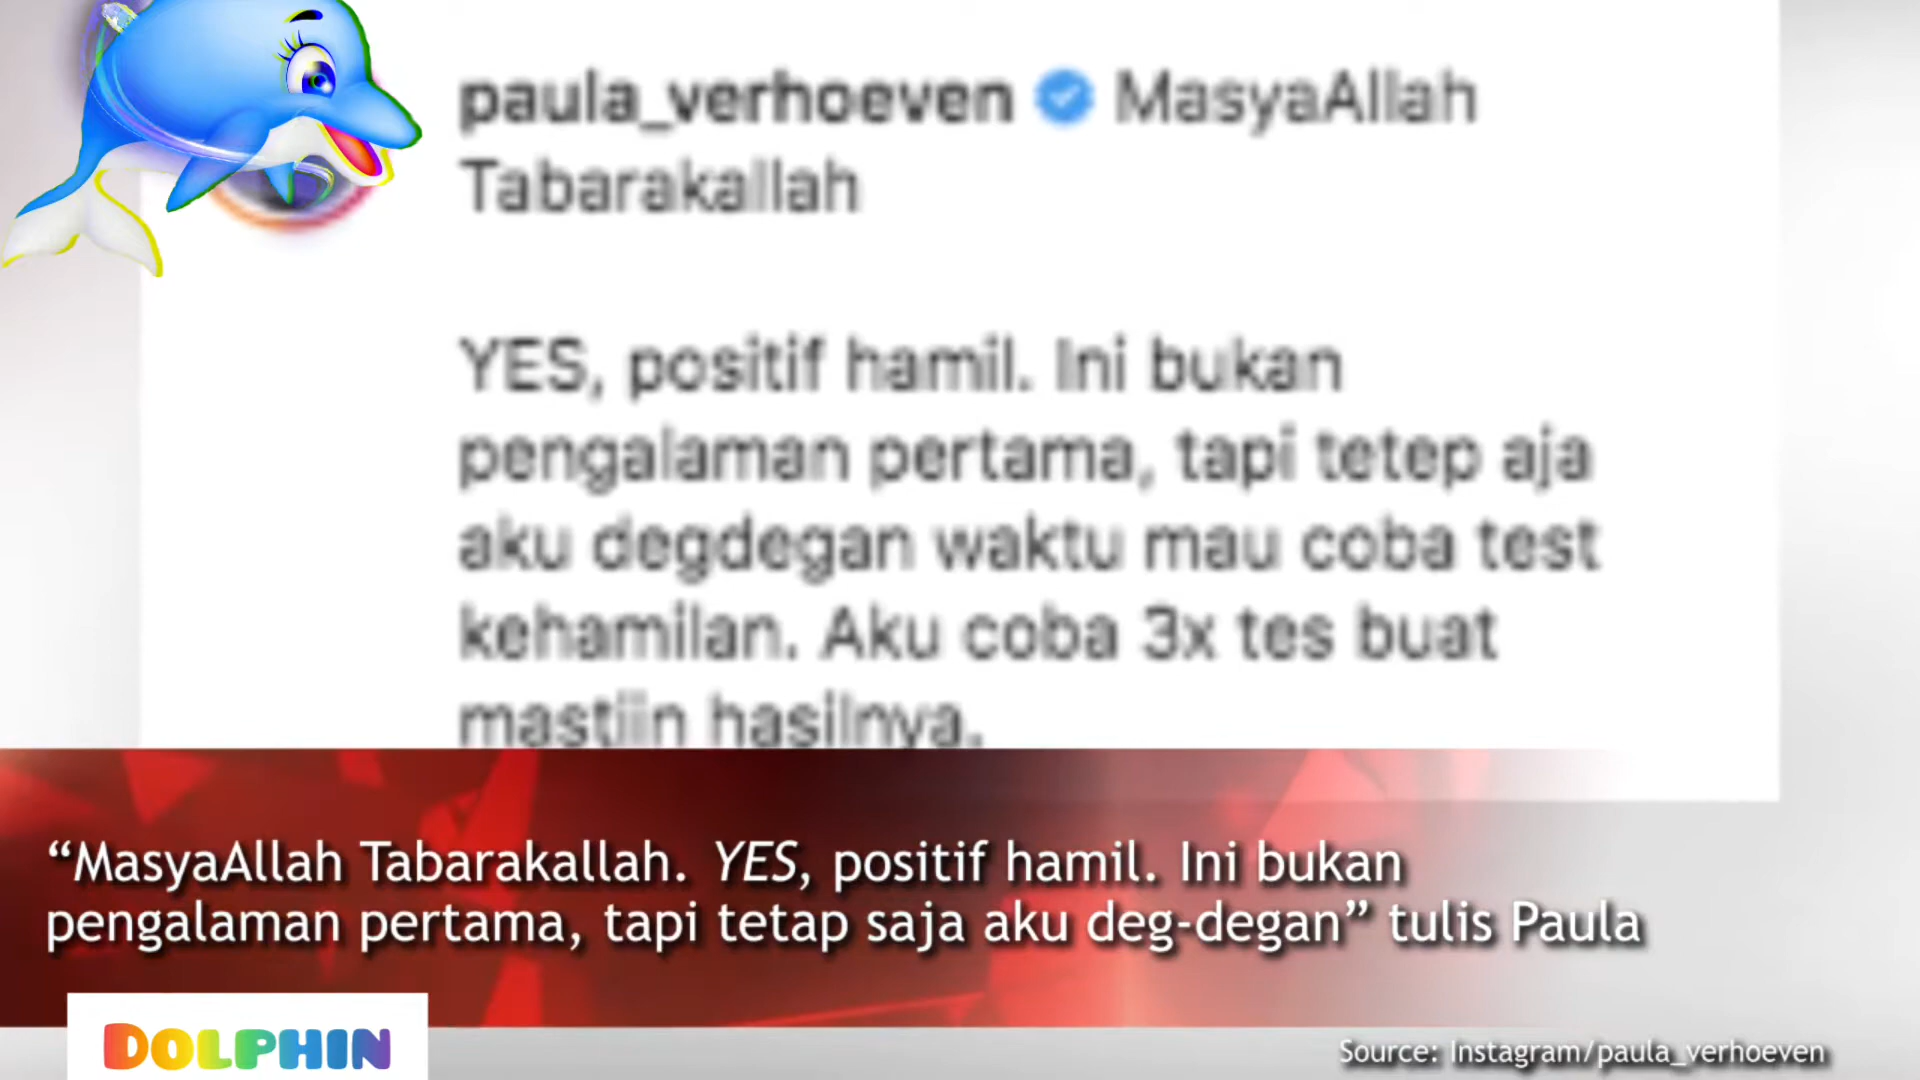 paula_verhoeven MasyaAllah
Tabarakallah
YES, positif hamil. Ini bukan
pengalaman pertama, tapi tetep aja
aku degdegan waktu mau coba test
kehamilan. Aku coba 3x tes buat
mastiin hasilnya.
“MasyaAllah Tabarakallah. YES, positif hamil. Ini bukan
pengalaman pertama, tapi tetap saja aku deg-degan” tulis Paula
DOLPHIN
Source: Instagram/paula_verhoeven